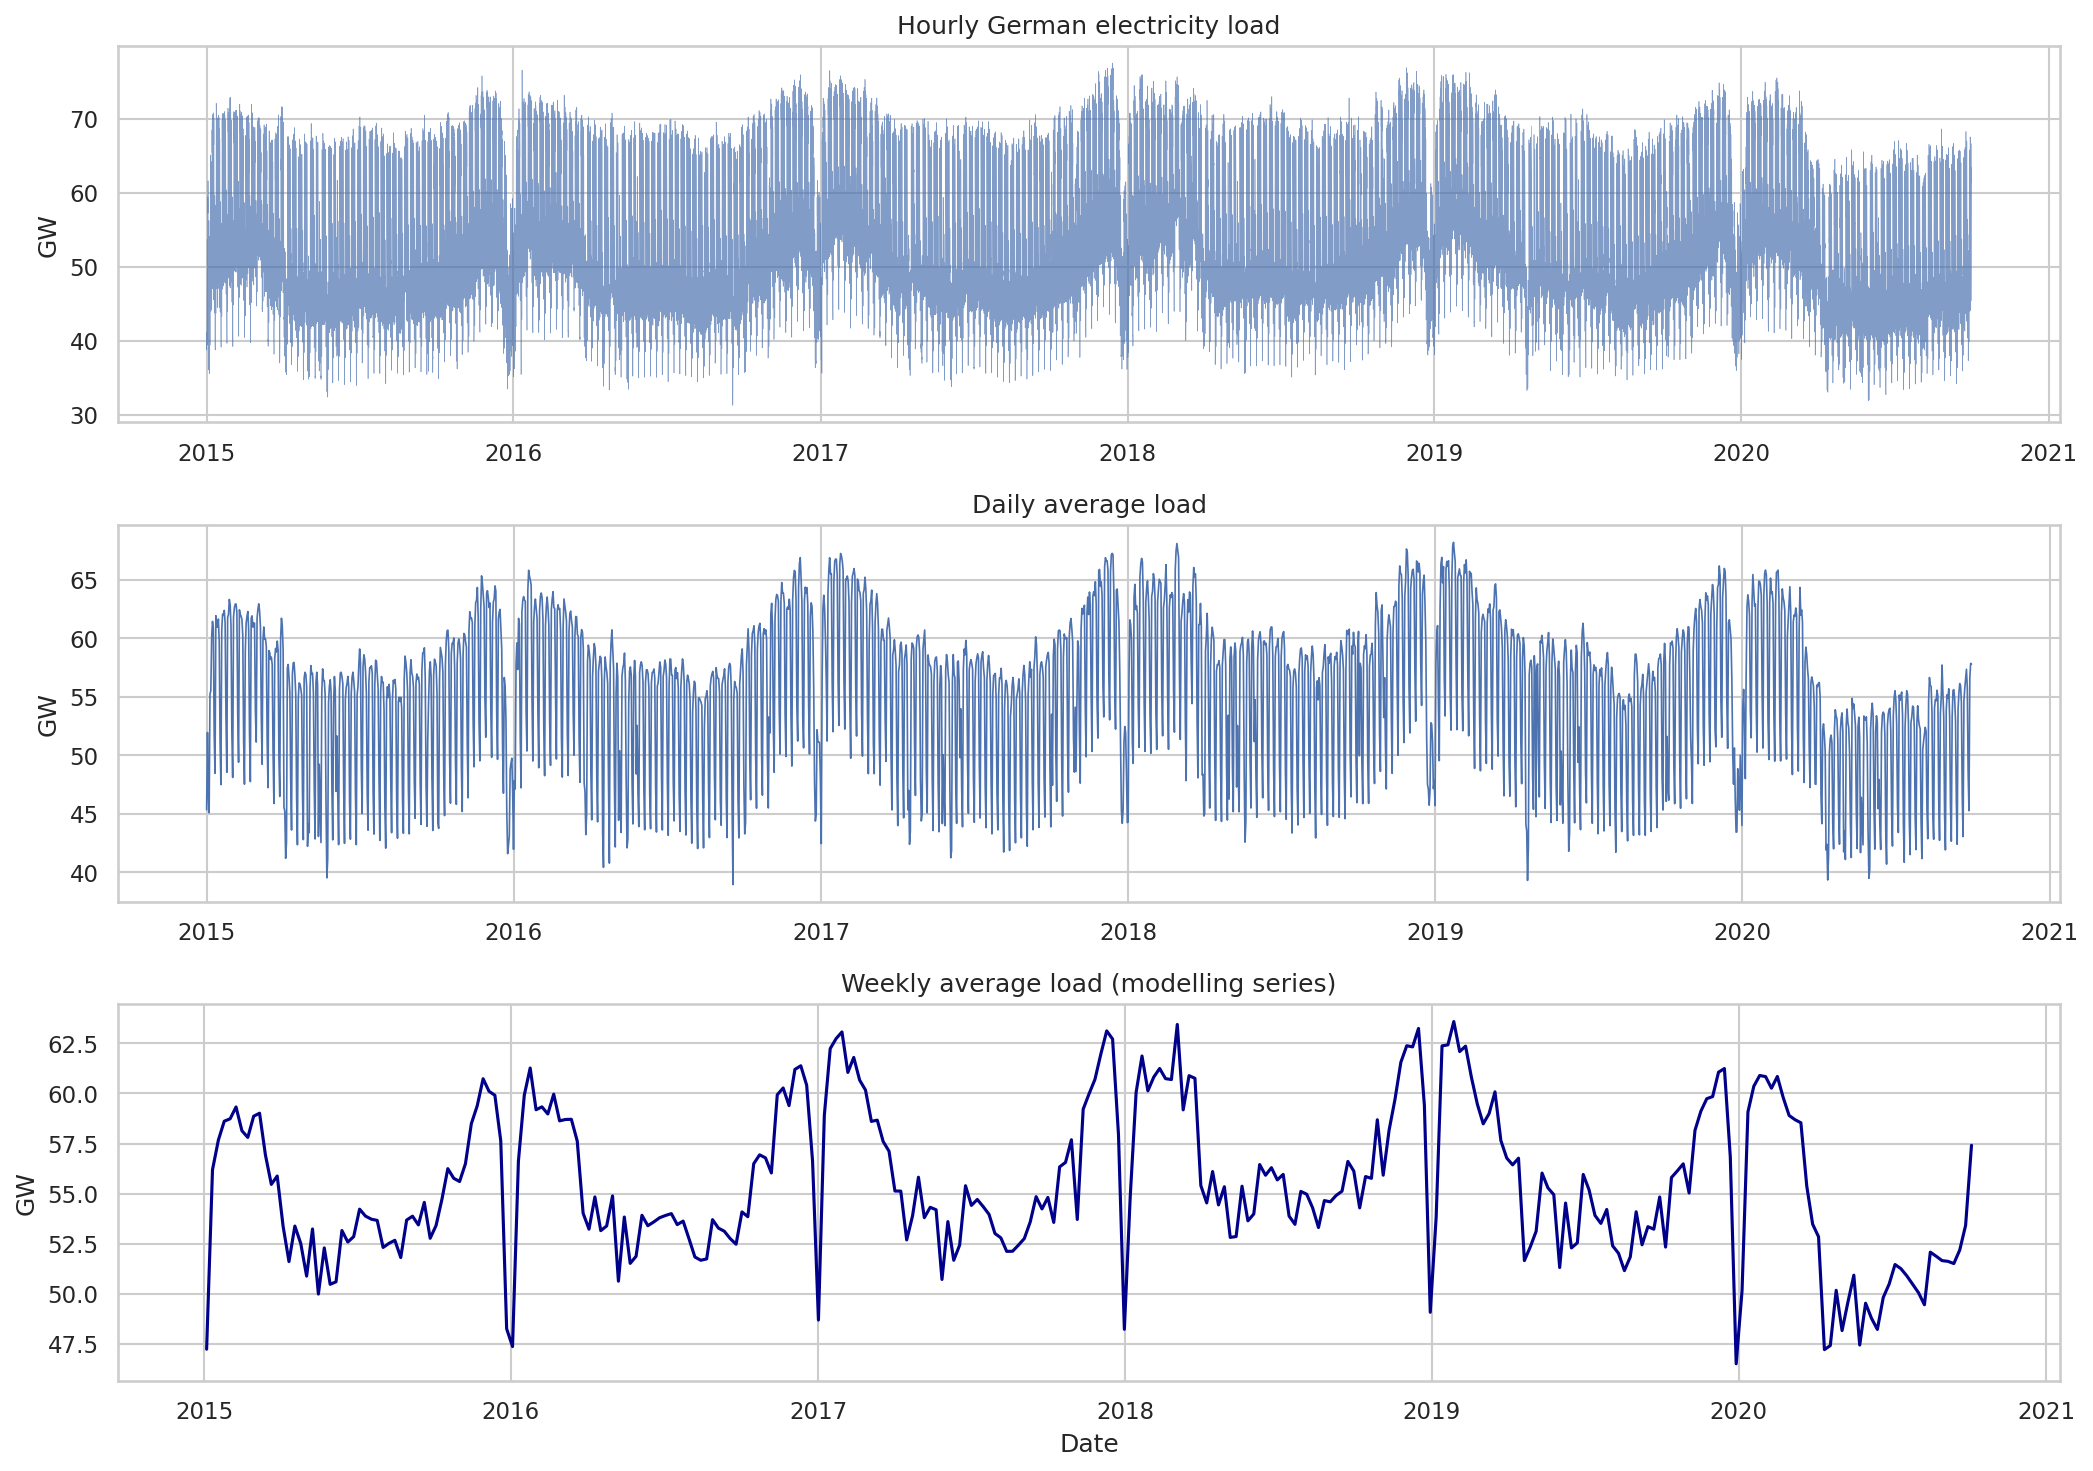 Hourly German electricity load
GW
70
60
50
40
30
2015 2016 2017 2018 2019 2020 2021
Daily average load
GW
65
60
55
50
45
40
2015 2016 2017 2018 2019 2020 2021
Weekly average load (modelling series)
GW
62.5
60.0
57.5
55.0
52.5
50.0
47.5
2015 2016 2017 2018 2019 2020 2021
Date